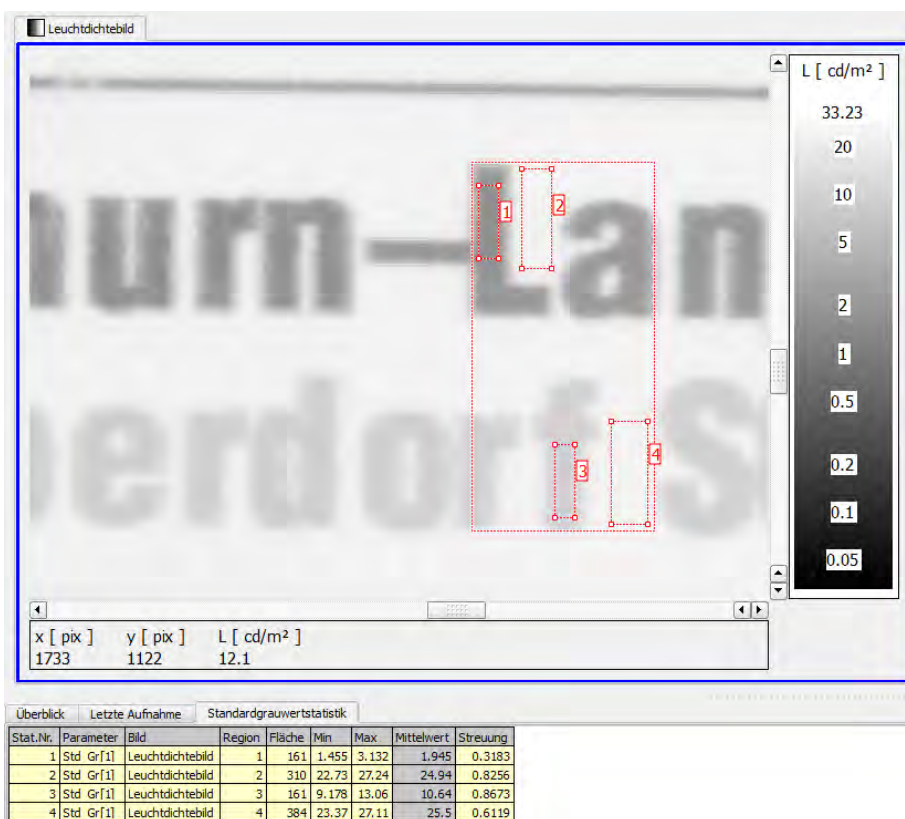 Leuchtdichtebild
L [ cd/m² ]
33.23
20
10
5
2
1
0.5
0.2
0.1
0.05
urn-Lan
erdorf S
1
2
3
4
x [ pix ] y [ pix ] L [ cd/m² ]
1733 1122 12.1
Überblick Letzte Aufnahme Standardgrauwertstatistik
Stat.Nr. Parameter Bild Region Fläche Min Max Mittelwert Streuung
1 Std Gr[1] Leuchtdichtebild 1 161 1.455 3.132 1.945 0.3183
2 Std Gr[1] Leuchtdichtebild 2 310 22.73 27.24 24.94 0.8256
3 Std Gr[1] Leuchtdichtebild 3 161 9.178 13.06 10.64 0.8673
4 Std Gr[1] Leuchtdichtebild 4 384 23.37 27.11 25.5 0.6119